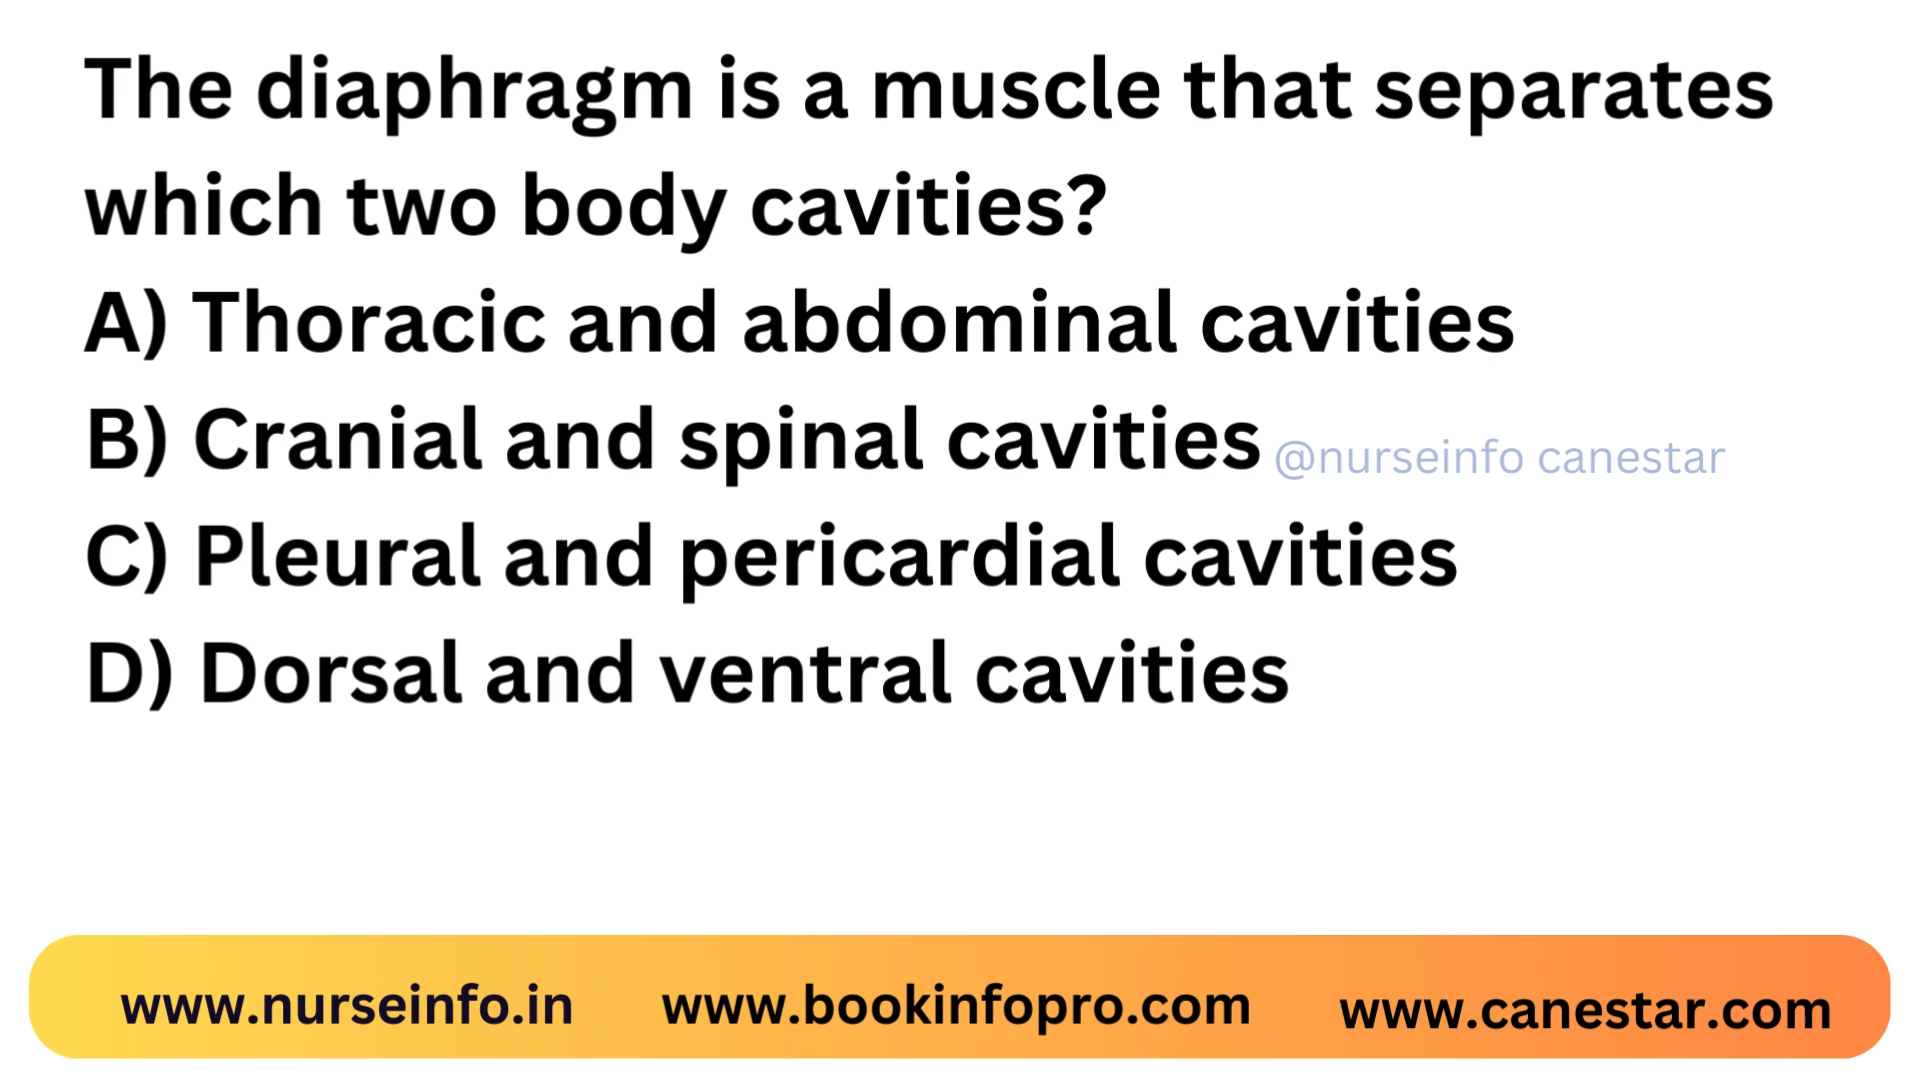 The diaphragm is a muscle that separates
which two body cavities?
A) Thoracic and abdominal cavities
B) Cranial and spinal cavities @nurseinfo canestar
C) Pleural and pericardial cavities
D) Dorsal and ventral cavities
www.nurseinfo.in www.bookinfopro.com www.canestar.com